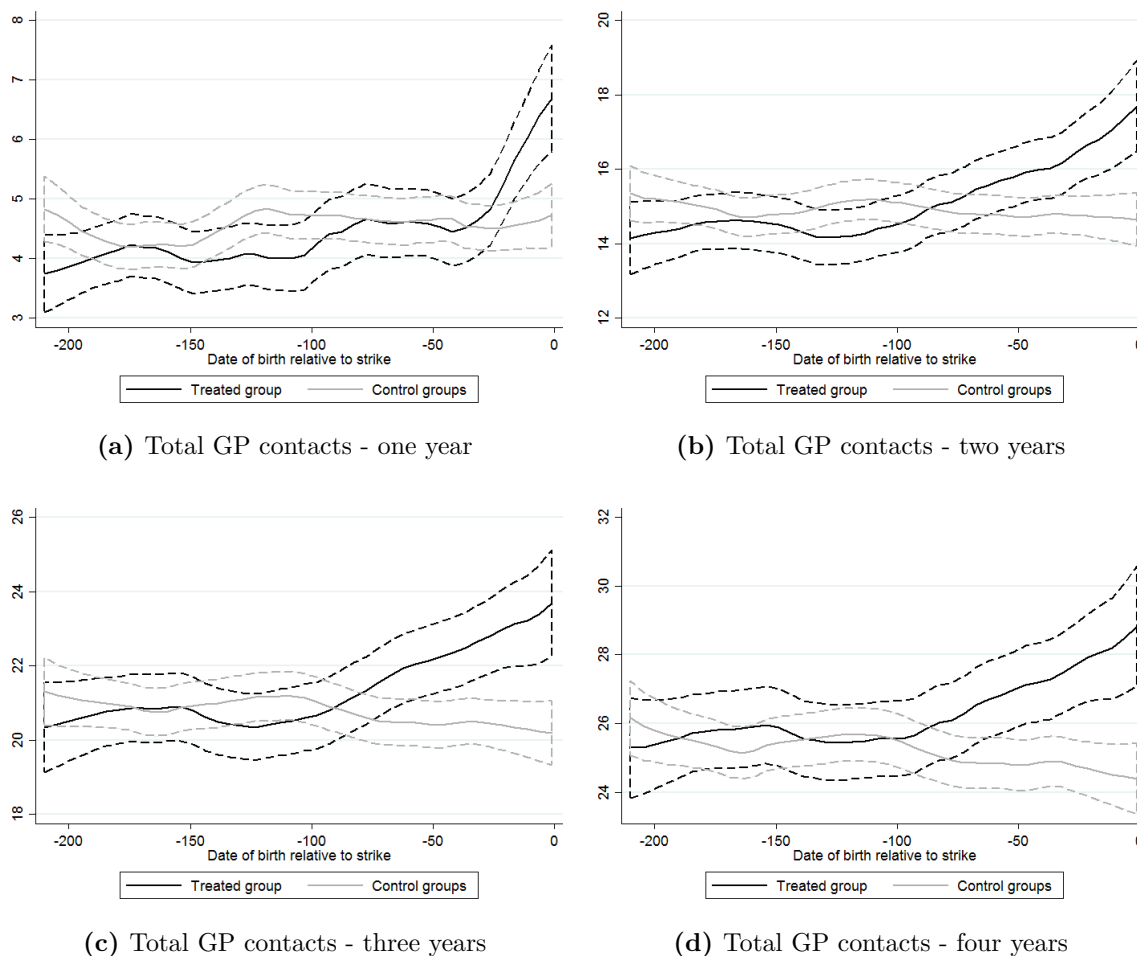 8
7
6
5
4
3
-200 -150 -100 -50 0
Date of birth relative to strike
Treated group Control groups
(a) Total GP contacts - one year
20
18
16
14
12
-200 -150 -100 -50 0
Date of birth relative to strike
Treated group Control groups
(b) Total GP contacts - two years
26
24
22
20
18
-200 -150 -100 -50 0
Date of birth relative to strike
Treated group Control groups
(c) Total GP contacts - three years
32
30
28
26
24
-200 -150 -100 -50 0
Date of birth relative to strike
Treated group Control groups
(d) Total GP contacts - four years